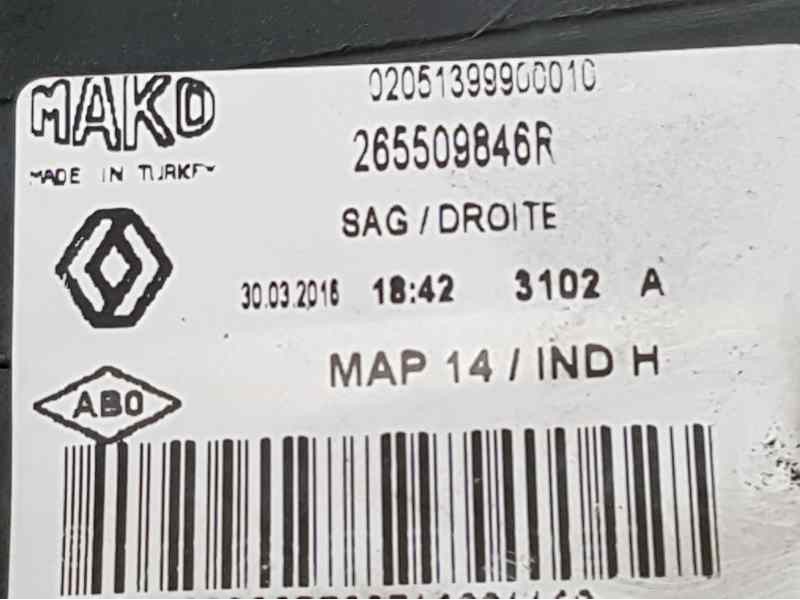 MAKO
02051399900010
MADE IN TURKEY
265509846R
SAG / DROITE
30.03.2016 18:42 3102 A
MAP 14 / IND H
ABO